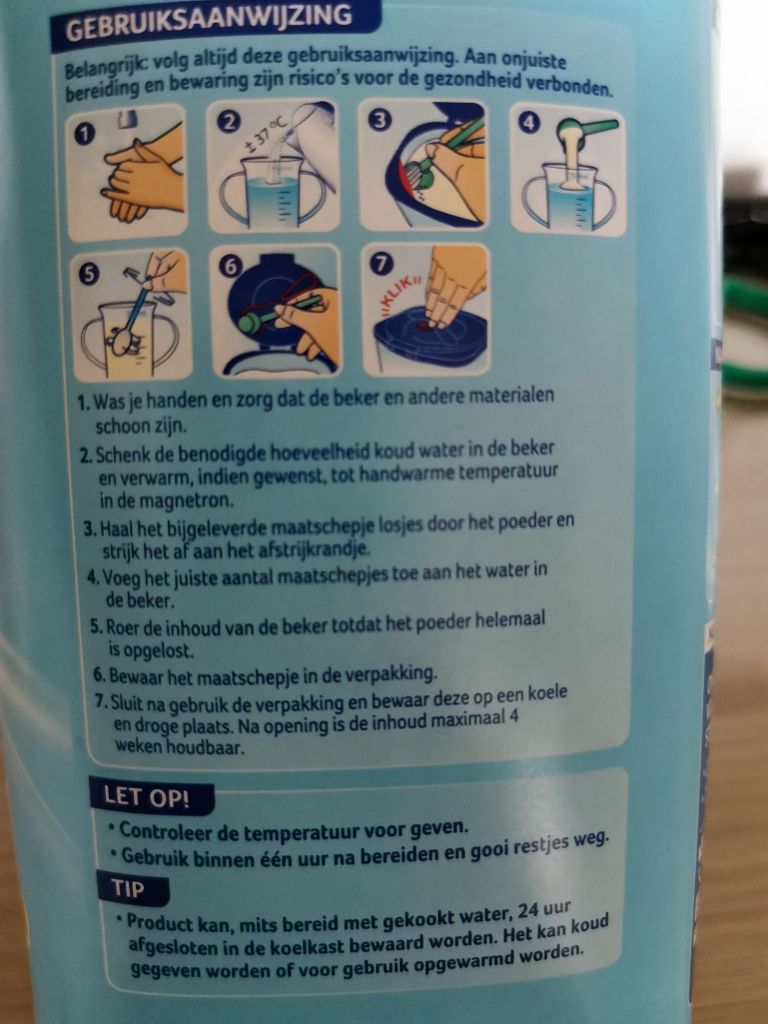 GEBRUIKSAANWIJZING
Belangrijk: volg altijd deze gebruiksaanwijzing. Aan onjuiste
bereiding en bewaring zijn risico's voor de gezondheid verbonden.
1
2
± 37°C
3
4
5
6
7
"KLIK"
1. Was je handen en zorg dat de beker en andere materialen
schoon zijn.
2. Schenk de benodigde hoeveelheid koud water in de beker
en verwarm, indien gewenst, tot handwarme temperatuur
in de magnetron.
3. Haal het bijgeleverde maatschepje losjes door het poeder en
strijk het af aan het afstrijkrandje.
4. Voeg het juiste aantal maatschepjes toe aan het water in
de beker.
5. Roer de inhoud van de beker totdat het poeder helemaal
is opgelost.
6. Bewaar het maatschepje in de verpakking.
7. Sluit na gebruik de verpakking en bewaar deze op een koele
en droge plaats. Na opening is de inhoud maximaal 4
weken houdbaar.
LET OP!
• Controleer de temperatuur voor geven.
• Gebruik binnen één uur na bereiden en gooi restjes weg.
TIP
• Product kan, mits bereid met gekookt water, 24 uur
afgesloten in de koelkast bewaard worden. Het kan koud
gegeven worden of voor gebruik opgewarmd worden.